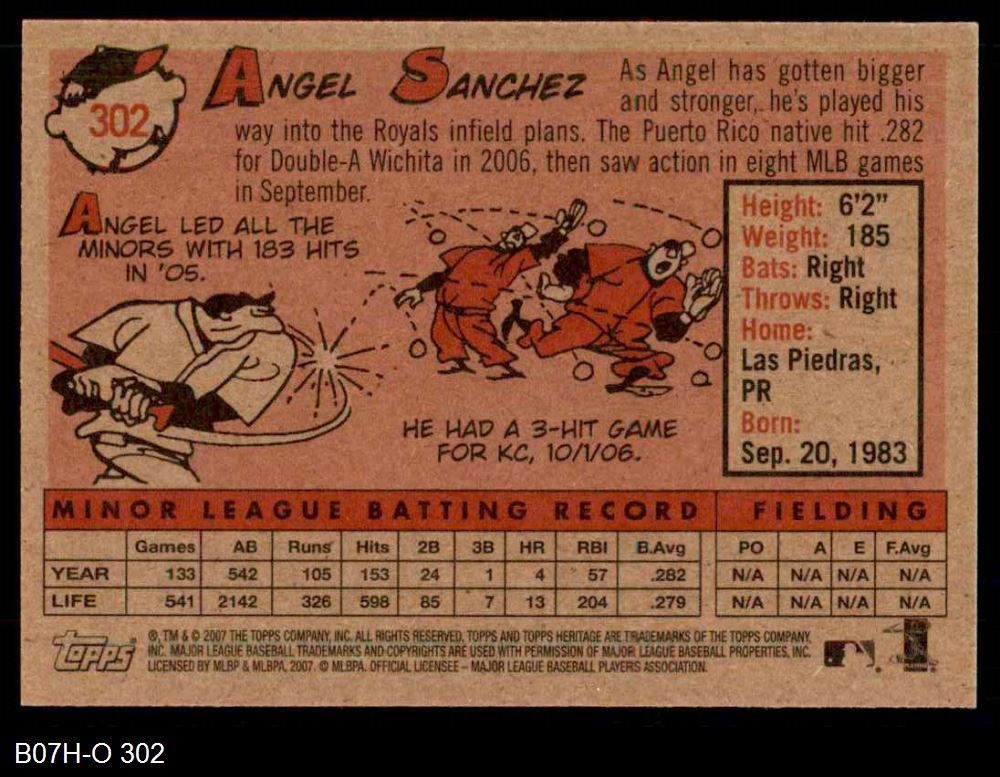 302
ANGEL SANCHEZ
As Angel has gotten bigger
and stronger, he's played his
way into the Royals infield plans. The Puerto Rico native hit .282
for Double-A Wichita in 2006, then saw action in eight MLB games
in September.
ANGEL LED ALL THE
MINORS WITH 183 HITS
IN '05.
HE HAD A 3-HIT GAME
FOR KC, 10/1/06.
Height: 6'2"
Weight: 185
Bats: Right
Throws: Right
Home:
Las Piedras,
PR
Born:
Sep. 20, 1983
MINOR LEAGUE BATTING RECORD FIELDING
Games AB Runs Hits 2B 3B HR RBI B.Avg PO A E F.Avg
YEAR 133 542 105 153 24 1 4 57 .282 N/A N/A N/A N/A
LIFE 541 2142 326 598 85 7 13 204 .279 N/A N/A N/A N/A
Topps
®, TM & © 2007 THE TOPPS COMPANY, INC. ALL RIGHTS RESERVED. TOPPS AND TOPPS HERITAGE ARE TRADEMARKS OF THE TOPPS COMPANY,
INC. MAJOR LEAGUE BASEBALL TRADEMARKS AND COPYRIGHTS ARE USED WITH PERMISSION OF MAJOR LEAGUE BASEBALL PROPERTIES, INC.
LICENSED BY MLBP & MLBPA, 2007. © MLBPA. OFFICIAL LICENSEE – MAJOR LEAGUE BASEBALL PLAYERS ASSOCIATION.
B07H-O 302